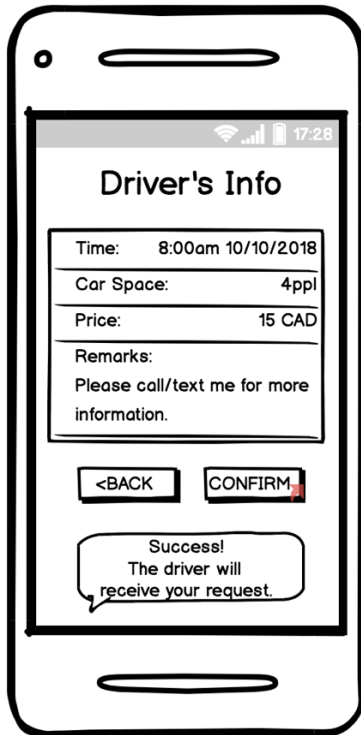 17:28
Driver's Info
Time: 8:00am 10/10/2018
Car Space: 4ppl
Price: 15 CAD
Remarks:
Please call/text me for more
information.
<BACK CONFIRM
Success!
The driver will
receive your request.